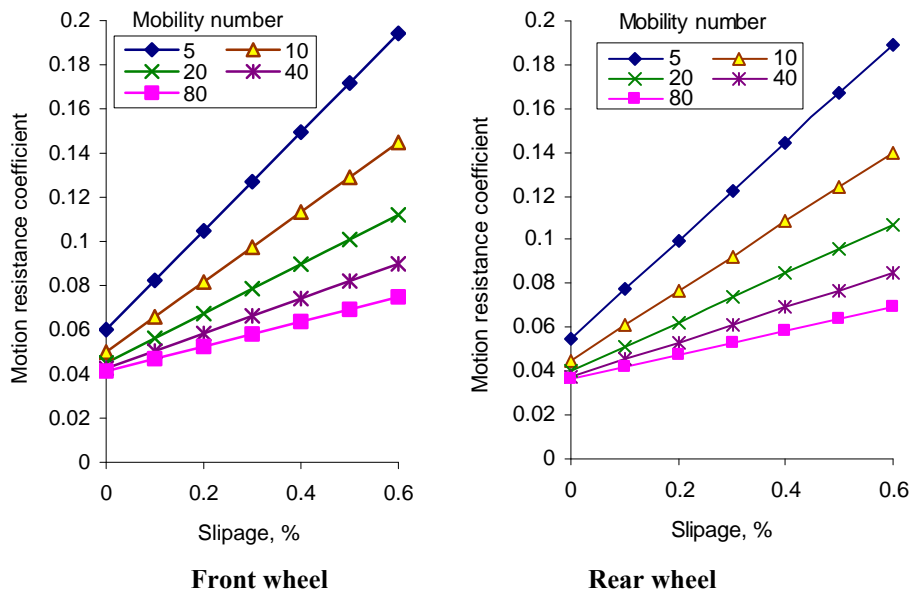 Mobility number
5 10
20 40
80
Motion resistance coefficient
0.2
0.18
0.16
0.14
0.12
0.1
0.08
0.06
0.04
0.02
0
0 0.2 0.4 0.6
Slipage, %
Front wheel
Mobility number
5 10
20 40
80
Motion resistance coefficient
0.2
0.18
0.16
0.14
0.12
0.1
0.08
0.06
0.04
0.02
0
0 0.2 0.4 0.6
Slipage, %
Rear wheel